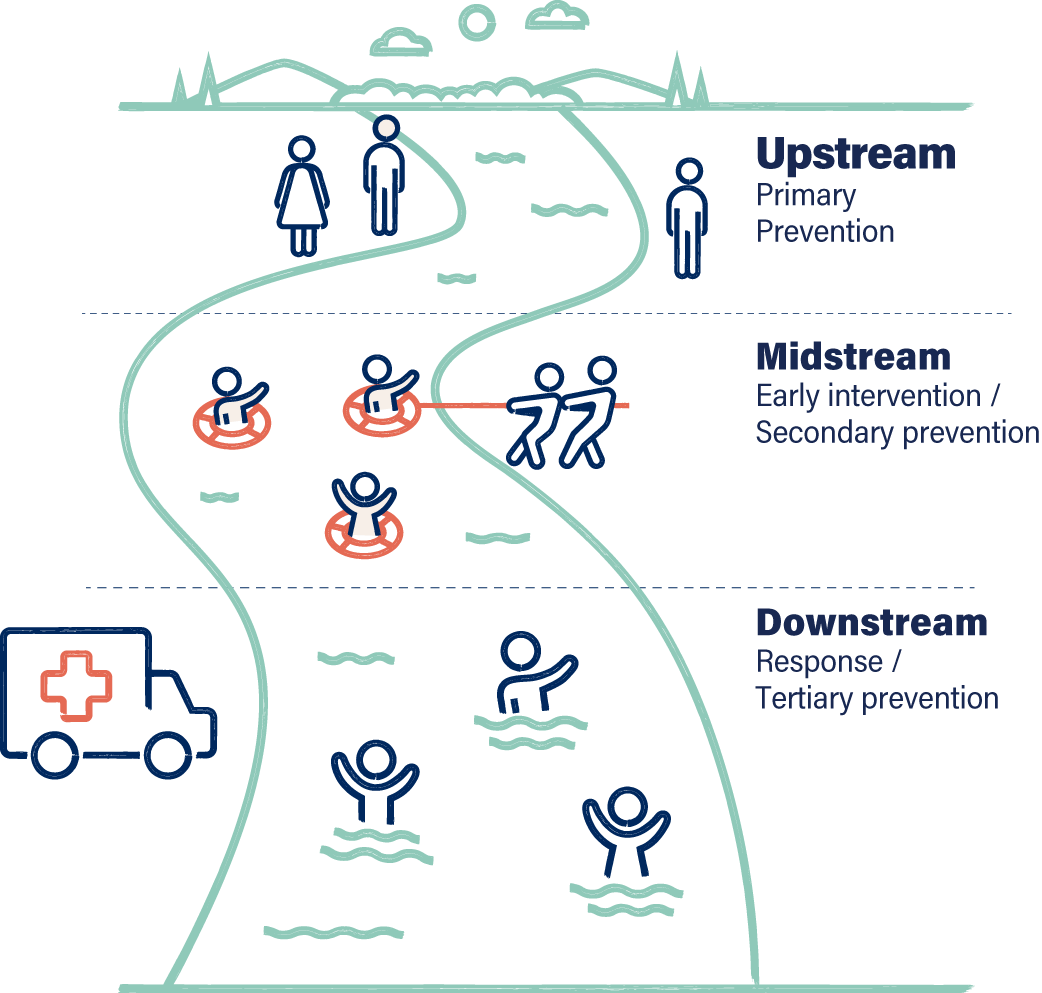 Upstream
Primary
Prevention
Midstream
Early intervention /
Secondary prevention
Downstream
Response /
Tertiary prevention